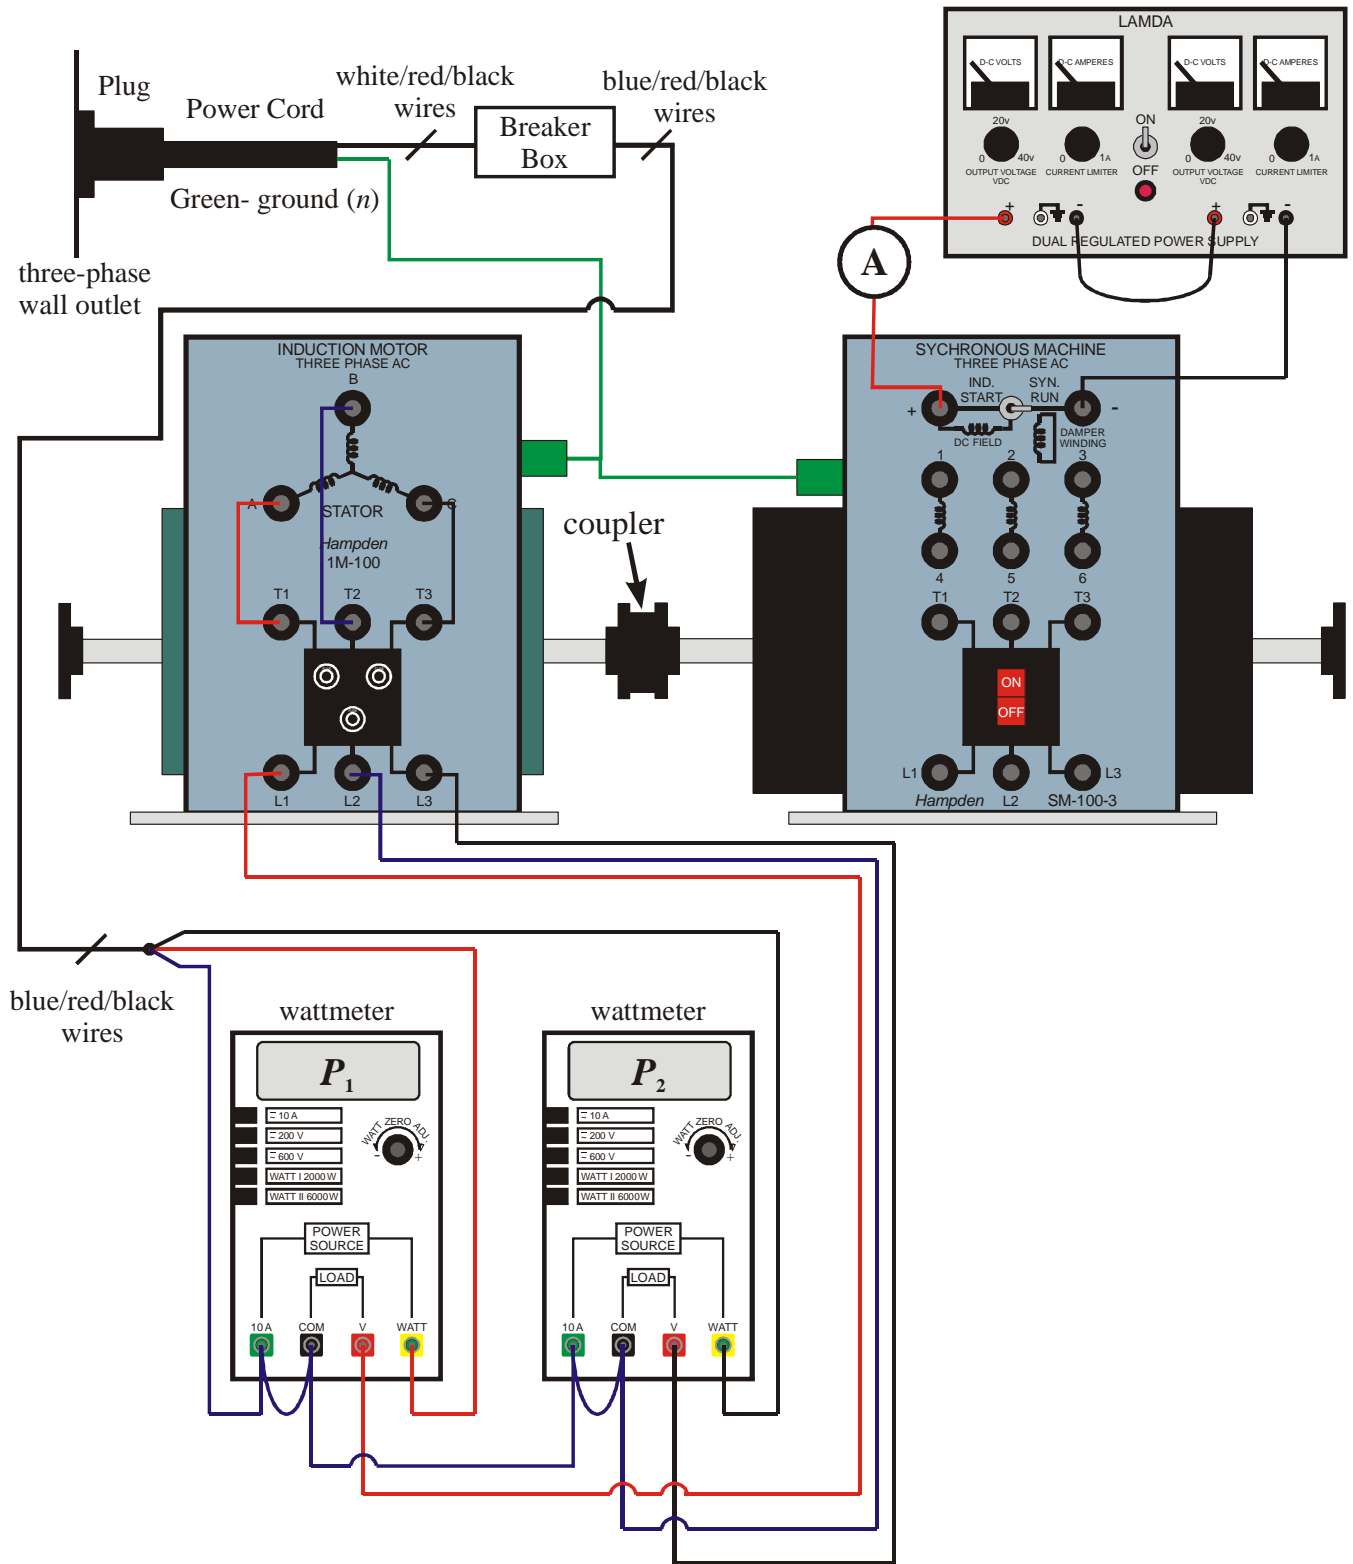 LAMDA
D-C VOLTS
D-C AMPERES
D-C VOLTS
D-C AMPERES
20v
0
40v
OUTPUT VOLTAGE
VDC
0
1A
CURRENT LIMITER
ON
OFF
20v
0
40v
OUTPUT VOLTAGE
VDC
0
1A
CURRENT LIMITER
+
-
+
-
DUAL REGULATED POWER SUPPLY
Plug
Power Cord
white/red/black
wires
Breaker
Box
blue/red/black
wires
Green- ground (n)
three-phase
wall outlet
A
INDUCTION MOTOR
THREE PHASE AC
B
A
C
STATOR
Hampden
1M-100
T1
T2
T3
L1
L2
L3
coupler
SYCHRONOUS MACHINE
THREE PHASE AC
IND.
START
SYN.
RUN
+
-
DC FIELD
DAMPER
WINDING
1
2
3
4
5
6
T1
T2
T3
ON
OFF
L1
L3
Hampden
L2
SM-100-3
blue/red/black
wires
wattmeter
P1
= 10 A
= 200 V
= 600 V
WATT I 2000 W
WATT II 6000 W
WATT ZERO ADJ.
-
+
POWER
SOURCE
LOAD
10 A
COM
V
WATT
wattmeter
P2
= 10 A
= 200 V
= 600 V
WATT I 2000 W
WATT II 6000 W
WATT ZERO ADJ.
-
+
POWER
SOURCE
LOAD
10 A
COM
V
WATT